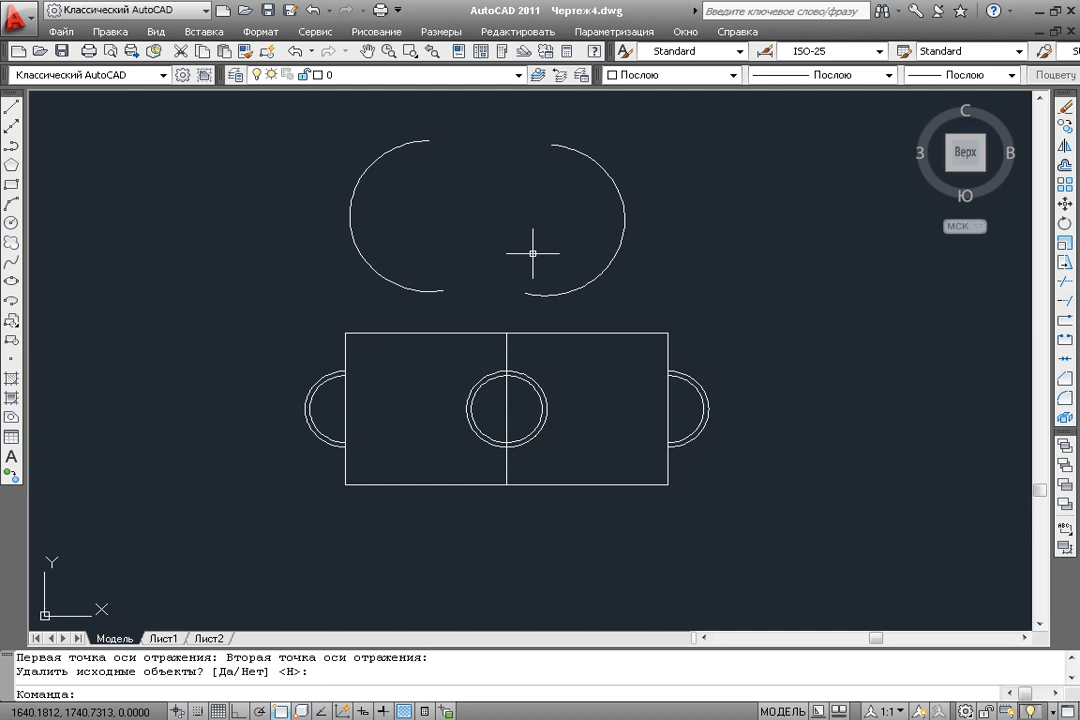 Классический AutoCAD
AutoCAD 2011 Чертеж4.dwg
Введите ключевое слово/фразу
Файл Правка Вид Вставка Формат Сервис Рисование Размеры Редактировать Параметризация Окно Справка
Standard ISO-25 Standard
Классический AutoCAD 0 Послою Послою Послою Поцвету
С
З Верх В
Ю
МСК
Y
X
A
Модель Лист1 Лист2
Первая точка оси отражения: Вторая точка оси отражения:
Удалить исходные объекты? [Да/Нет] <Н>:
Команда:
1640.1812, 1740.7313, 0.0000 МОДЕЛЬ 1:1